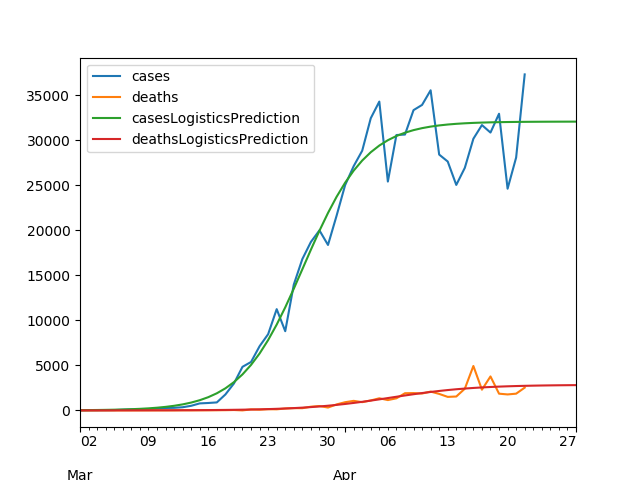 cases
deaths
casesLogisticsPrediction
deathsLogisticsPrediction
35000
30000
25000
20000
15000
10000
5000
0
02 09 16 23 30 06 13 20 27
Mar Apr